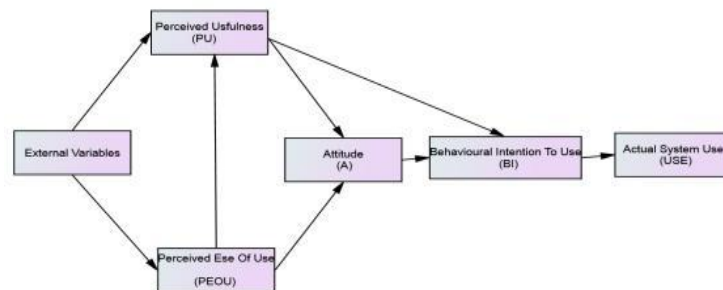 Perceived Usfulness
(PU)
External Variables
Attitude
(A)
Behavioural Intention To Use
(BI)
Actual System Use
(USE)
Perceived Ese Of Use
(PEOU)